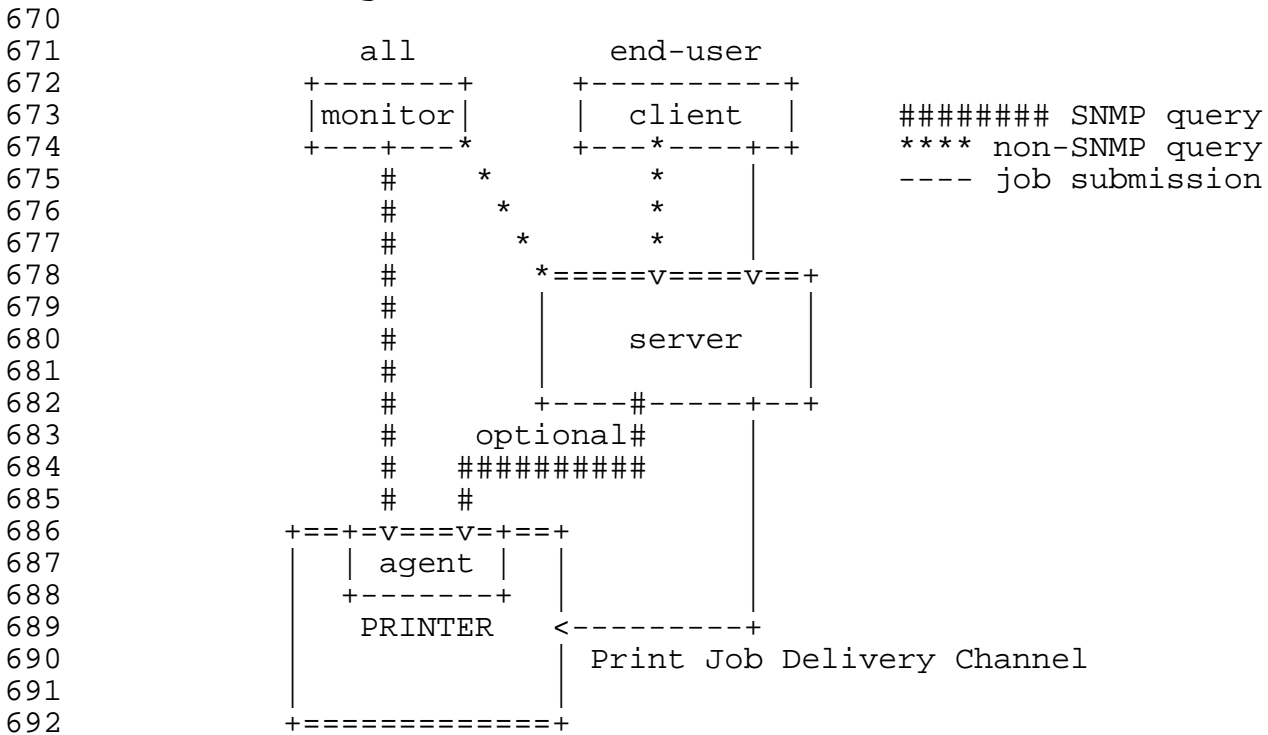 670
671                all          end-user
672             +-------+     +----------+
673             |monitor|     |  client  |     ######## SNMP query
674             +---+---*     +---*----+-+     **** non-SNMP query
675                 #    *        *    |       ---- job submission
676                 #     *       *    |
677                 #      *      *    |
678                 #       *=====v====v==+
679                 #       |             |
680                 #       |    server   |
681                 #       |             |
682                 #       +----#-----+--+
683                 #    optional#     |
684                 #   ##########     |
685                 #   #              |
686            +==+=v===v=+==+         |
687            |  | agent |  |         |
688            |  +-------+  |         |
689            |   PRINTER   <---------+
690            |             | Print Job Delivery Channel
691            |             |
692            +=============+